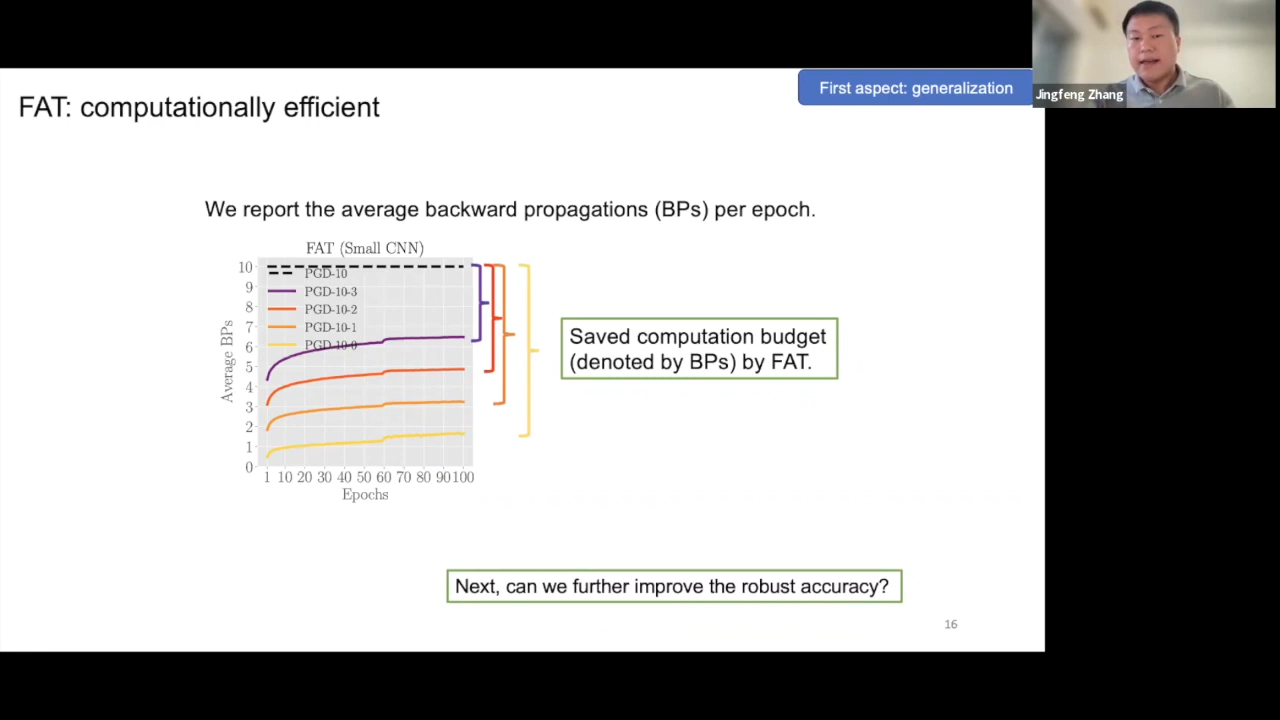 First aspect: generalization
Jingfeng Zhang
FAT: computationally efficient
We report the average backward propagations (BPs) per epoch.
FAT (Small CNN)
10
9
8
7
6
5
4
3
2
1
0
Average BPs
PGD-10
PGD-10-3
PGD-10-2
PGD-10-1
PGD-10-0
1 10 20 30 40 50 60 70 80 90 100
Epochs
Saved computation budget
(denoted by BPs) by FAT.
Next, can we further improve the robust accuracy?
16